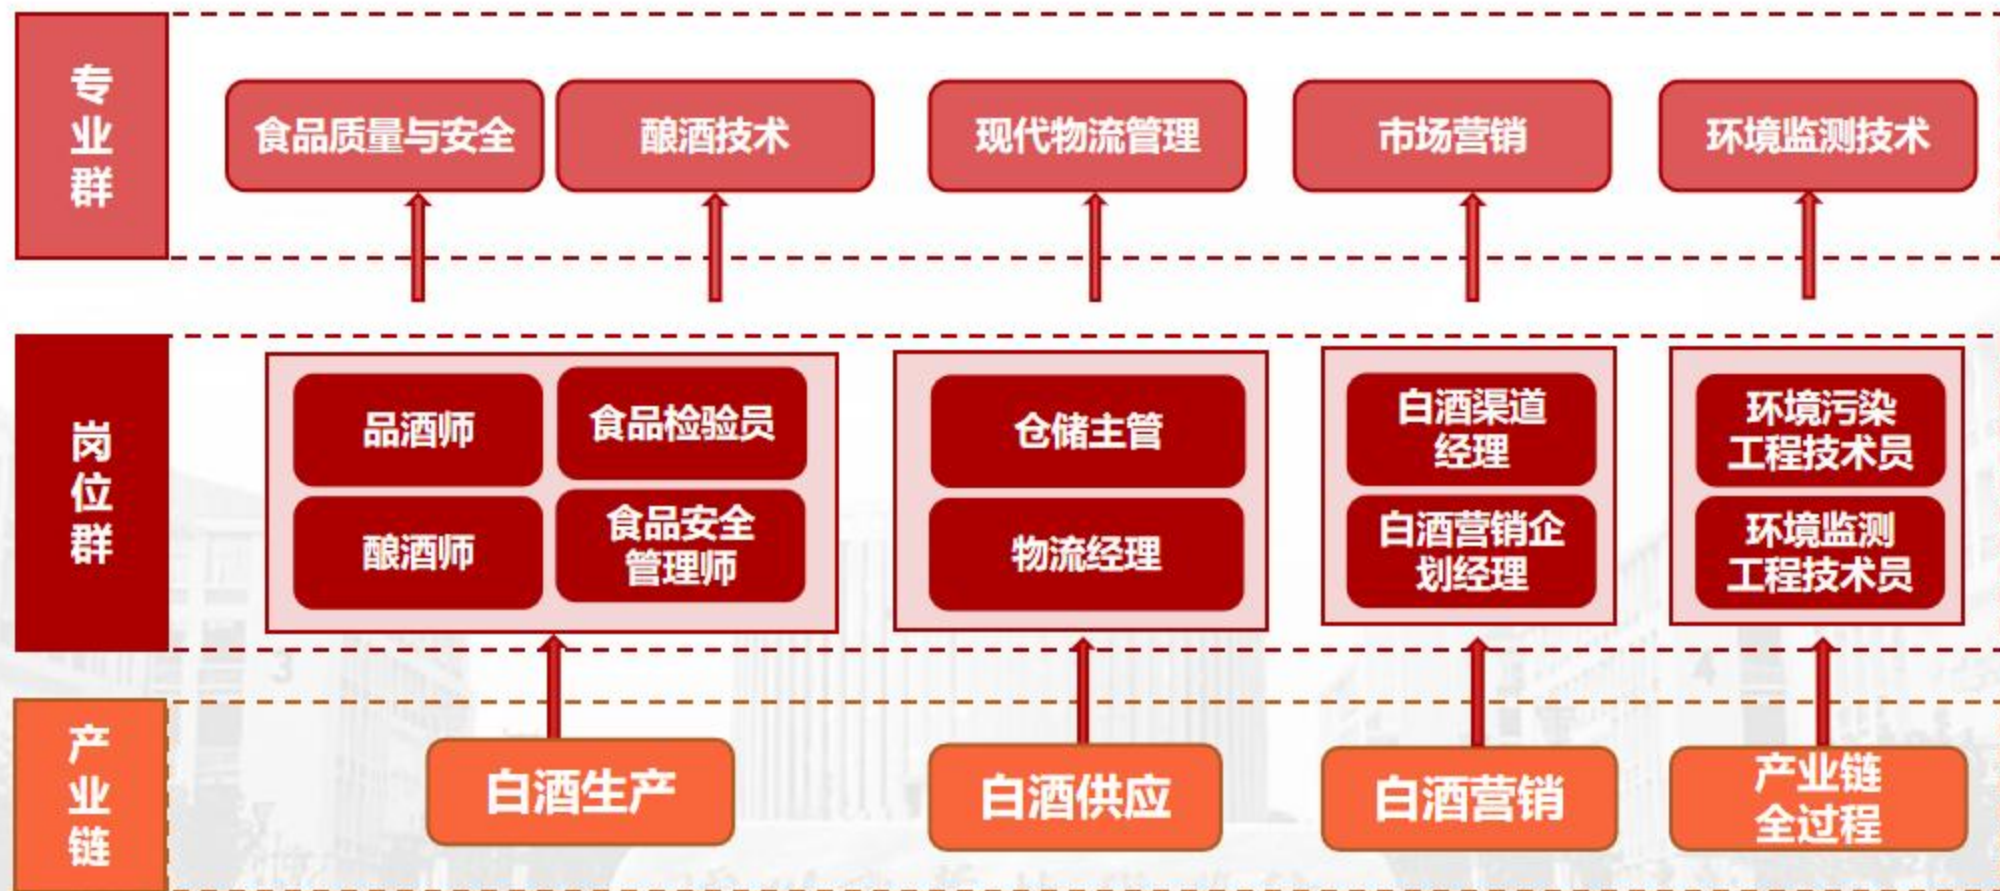 专业群
食品质量与安全
酿酒技术
现代物流管理
市场营销
环境监测技术
岗位群
品酒师
食品检验员
酿酒师
食品安全
管理师
仓储主管
物流经理
白酒渠道
经理
白酒营销企
划经理
环境污染
工程技术员
环境监测
工程技术员
产业链
白酒生产
白酒供应
白酒营销
产业链
全过程